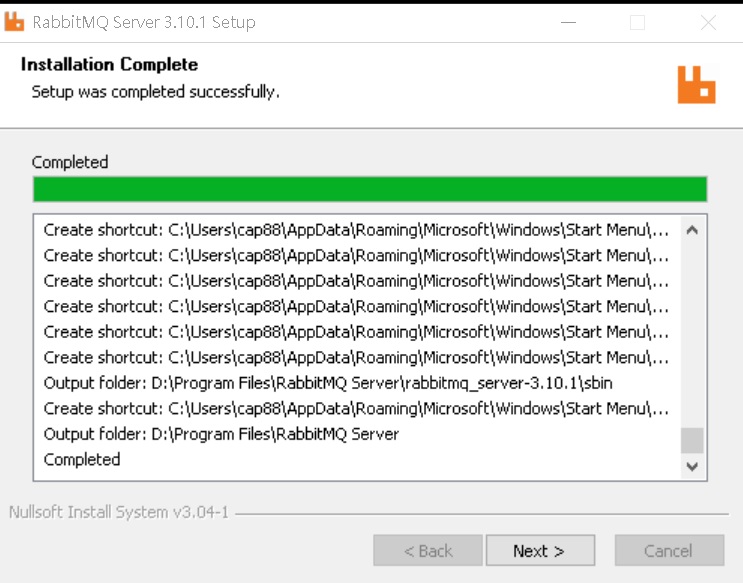 RabbitMQ Server 3.10.1 Setup
Installation Complete
Setup was completed successfully.
Completed
Create shortcut: C:\Users\cap88\AppData\Roaming\Microsoft\Windows\Start Menu\...
Create shortcut: C:\Users\cap88\AppData\Roaming\Microsoft\Windows\Start Menu\...
Create shortcut: C:\Users\cap88\AppData\Roaming\Microsoft\Windows\Start Menu\...
Create shortcut: C:\Users\cap88\AppData\Roaming\Microsoft\Windows\Start Menu\...
Create shortcut: C:\Users\cap88\AppData\Roaming\Microsoft\Windows\Start Menu\...
Create shortcut: C:\Users\cap88\AppData\Roaming\Microsoft\Windows\Start Menu\...
Output folder: D:\Program Files\RabbitMQ Server\rabbitmq_server-3.10.1\sbin
Create shortcut: C:\Users\cap88\AppData\Roaming\Microsoft\Windows\Start Menu\...
Output folder: D:\Program Files\RabbitMQ Server
Completed
Nullsoft Install System v3.04-1
< Back Next > Cancel